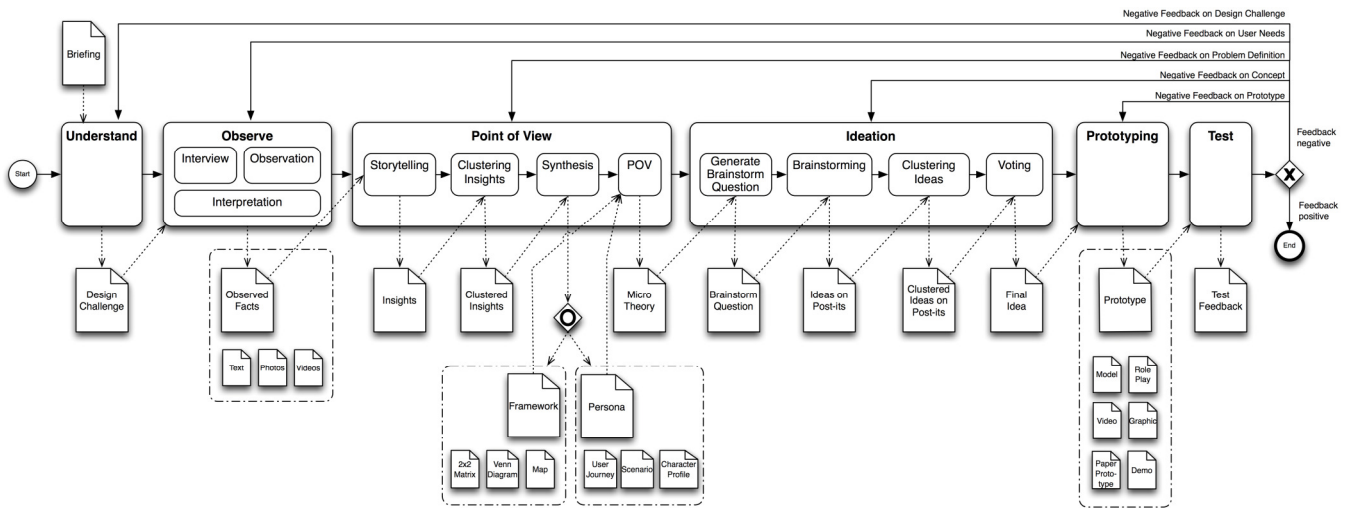 Negative Feedback on Design Challenge
Negative Feedback on User Needs
Negative Feedback on Problem Definition
Negative Feedback on Concept
Negative Feedback on Prototype
Briefing
Understand
Observe
Point of View
Ideation
Prototyping
Test
Feedback
negative
Start
Interview
Observation
Interpretation
Storytelling
Clustering
Insights
Synthesis
POV
Generate
Brainstorm
Question
Brainstorming
Clustering
Ideas
Voting
X
Feedback
positive
End
Design
Challenge
Observed
Facts
Insights
Clustered
Insights
Micro
Theory
Brainstorm
Question
Ideas on
Post-its
Clustered
Ideas on
Post-its
Final
Idea
Prototype
Test
Feedback
Text
Photos
Videos
Framework
Persona
2x2
Matrix
Venn
Diagram
Map
User
Journey
Scenario
Character
Profile
Model
Role
Play
Video
Graphic
Paper
Proto-
type
Demo